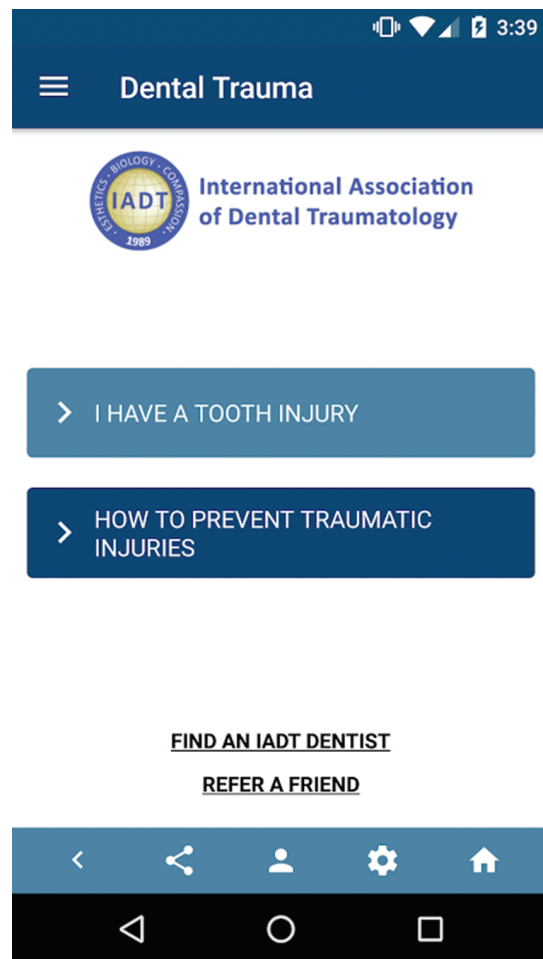 3:39
Dental Trauma
ESTHETICS · BIOLOGY · COMPASSION
IADT
1989
International Association
of Dental Traumatology
I HAVE A TOOTH INJURY
HOW TO PREVENT TRAUMATIC
INJURIES
FIND AN IADT DENTIST
REFER A FRIEND